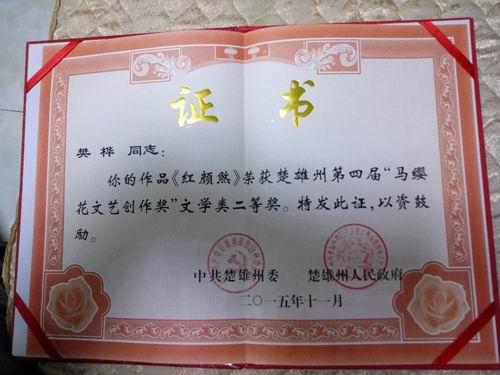 证书
樊桦 同志：
你的作品《红颜煞》荣获楚雄州第四届“马缨
花文艺创作奖”文学类二等奖。特发此证，以资鼓
励。
中共楚雄州委 楚雄州人民政府
二〇一五年十一月